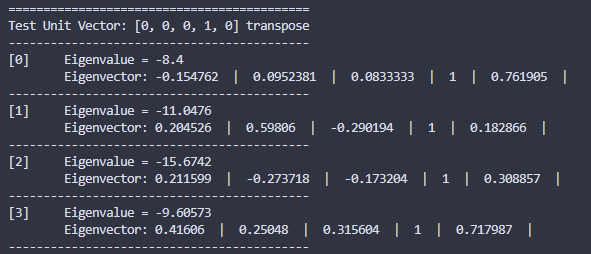 ===========================================
Test Unit Vector: [0, 0, 0, 1, 0] transpose
-------------------------------------------
[0] Eigenvalue = -8.4
Eigenvector: -0.154762 | 0.0952381 | 0.0833333 | 1 | 0.761905 |
-------------------------------------------
[1] Eigenvalue = -11.0476
Eigenvector: 0.204526 | 0.59806 | -0.290194 | 1 | 0.182866 |
-------------------------------------------
[2] Eigenvalue = -15.6742
Eigenvector: 0.211599 | -0.273718 | -0.173204 | 1 | 0.308857 |
-------------------------------------------
[3] Eigenvalue = -9.60573
Eigenvector: 0.41606 | 0.25048 | 0.315604 | 1 | 0.717987 |
-------------------------------------------